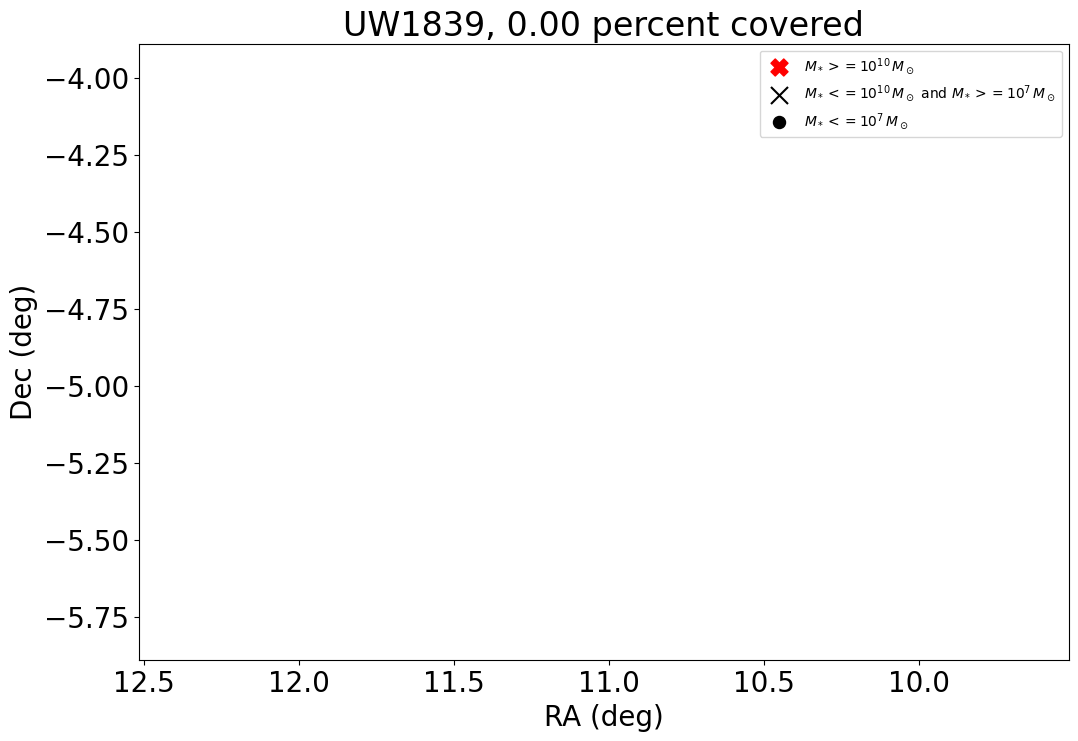 UW1839, 0.00 percent covered
M* >= 10^10 M⊙
M* <= 10^10 M⊙ and M* >= 10^7 M⊙
M* <= 10^7 M⊙
−4.00
−4.25
−4.50
−4.75
−5.00
−5.25
−5.50
−5.75
Dec (deg)
12.5 12.0 11.5 11.0 10.5 10.0
RA (deg)